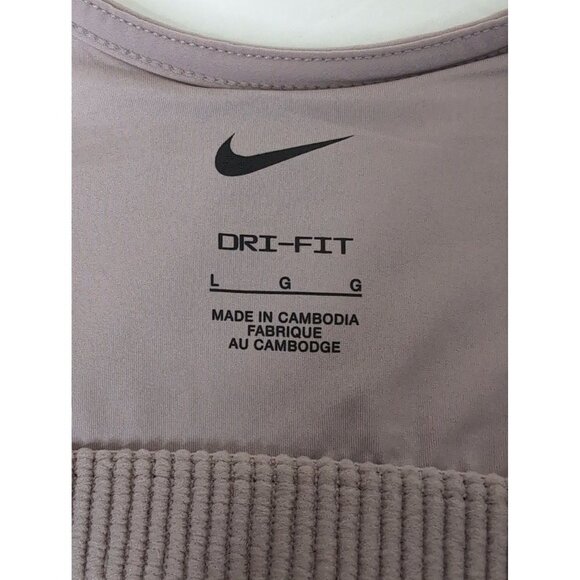 DRI-FIT
L G G
MADE IN CAMBODIA
FABRIQUE
AU CAMBODGE